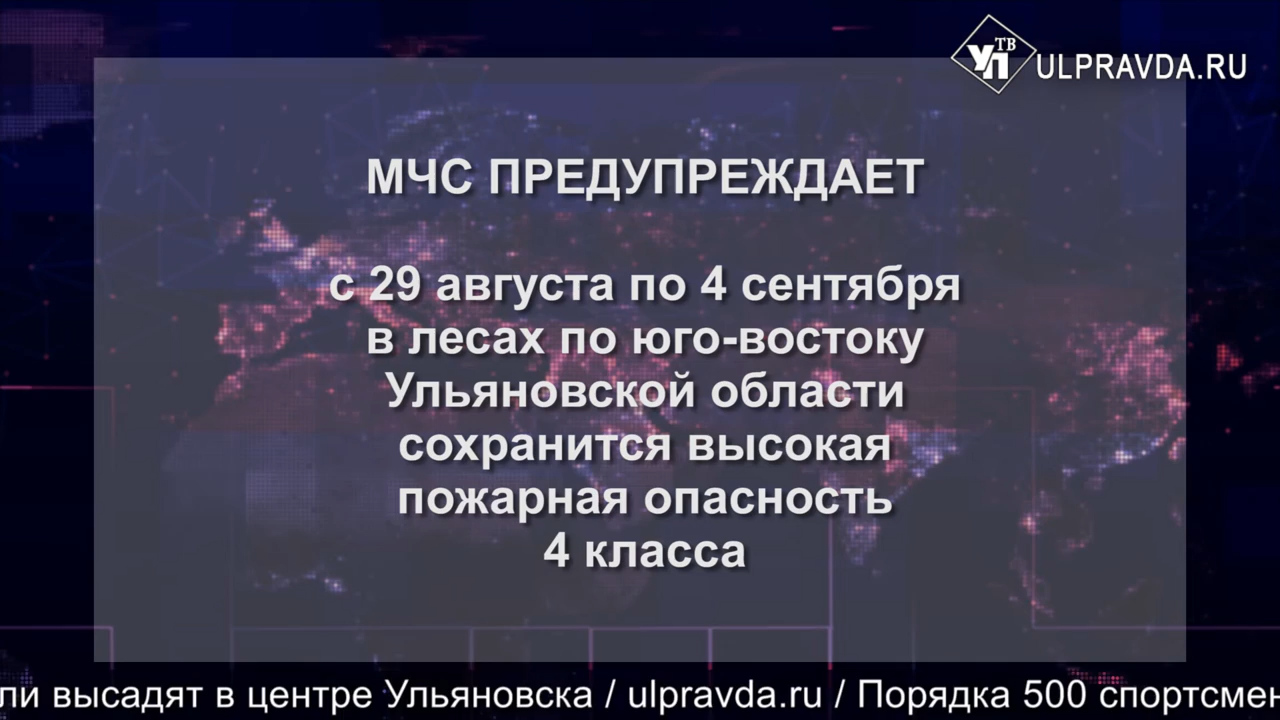 УП ТВ
ULPRAVDA.RU
МЧС ПРЕДУПРЕЖДАЕТ
с 29 августа по 4 сентября
в лесах по юго-востоку
Ульяновской области
сохранится высокая
пожарная опасность
4 класса
ли высадят в центре Ульяновска / ulpravda.ru / Порядка 500 спортсмен